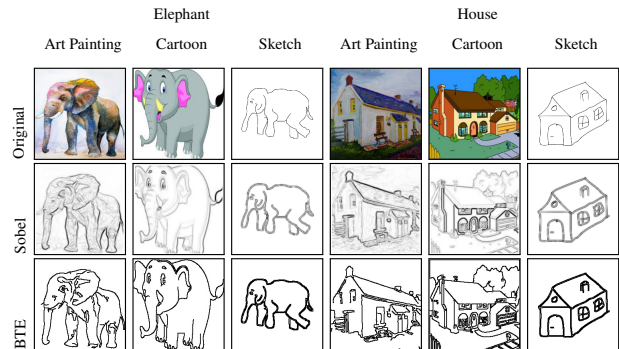 Elephant House
Art Painting Cartoon Sketch Art Painting Cartoon Sketch
Original
Sobel
BTE